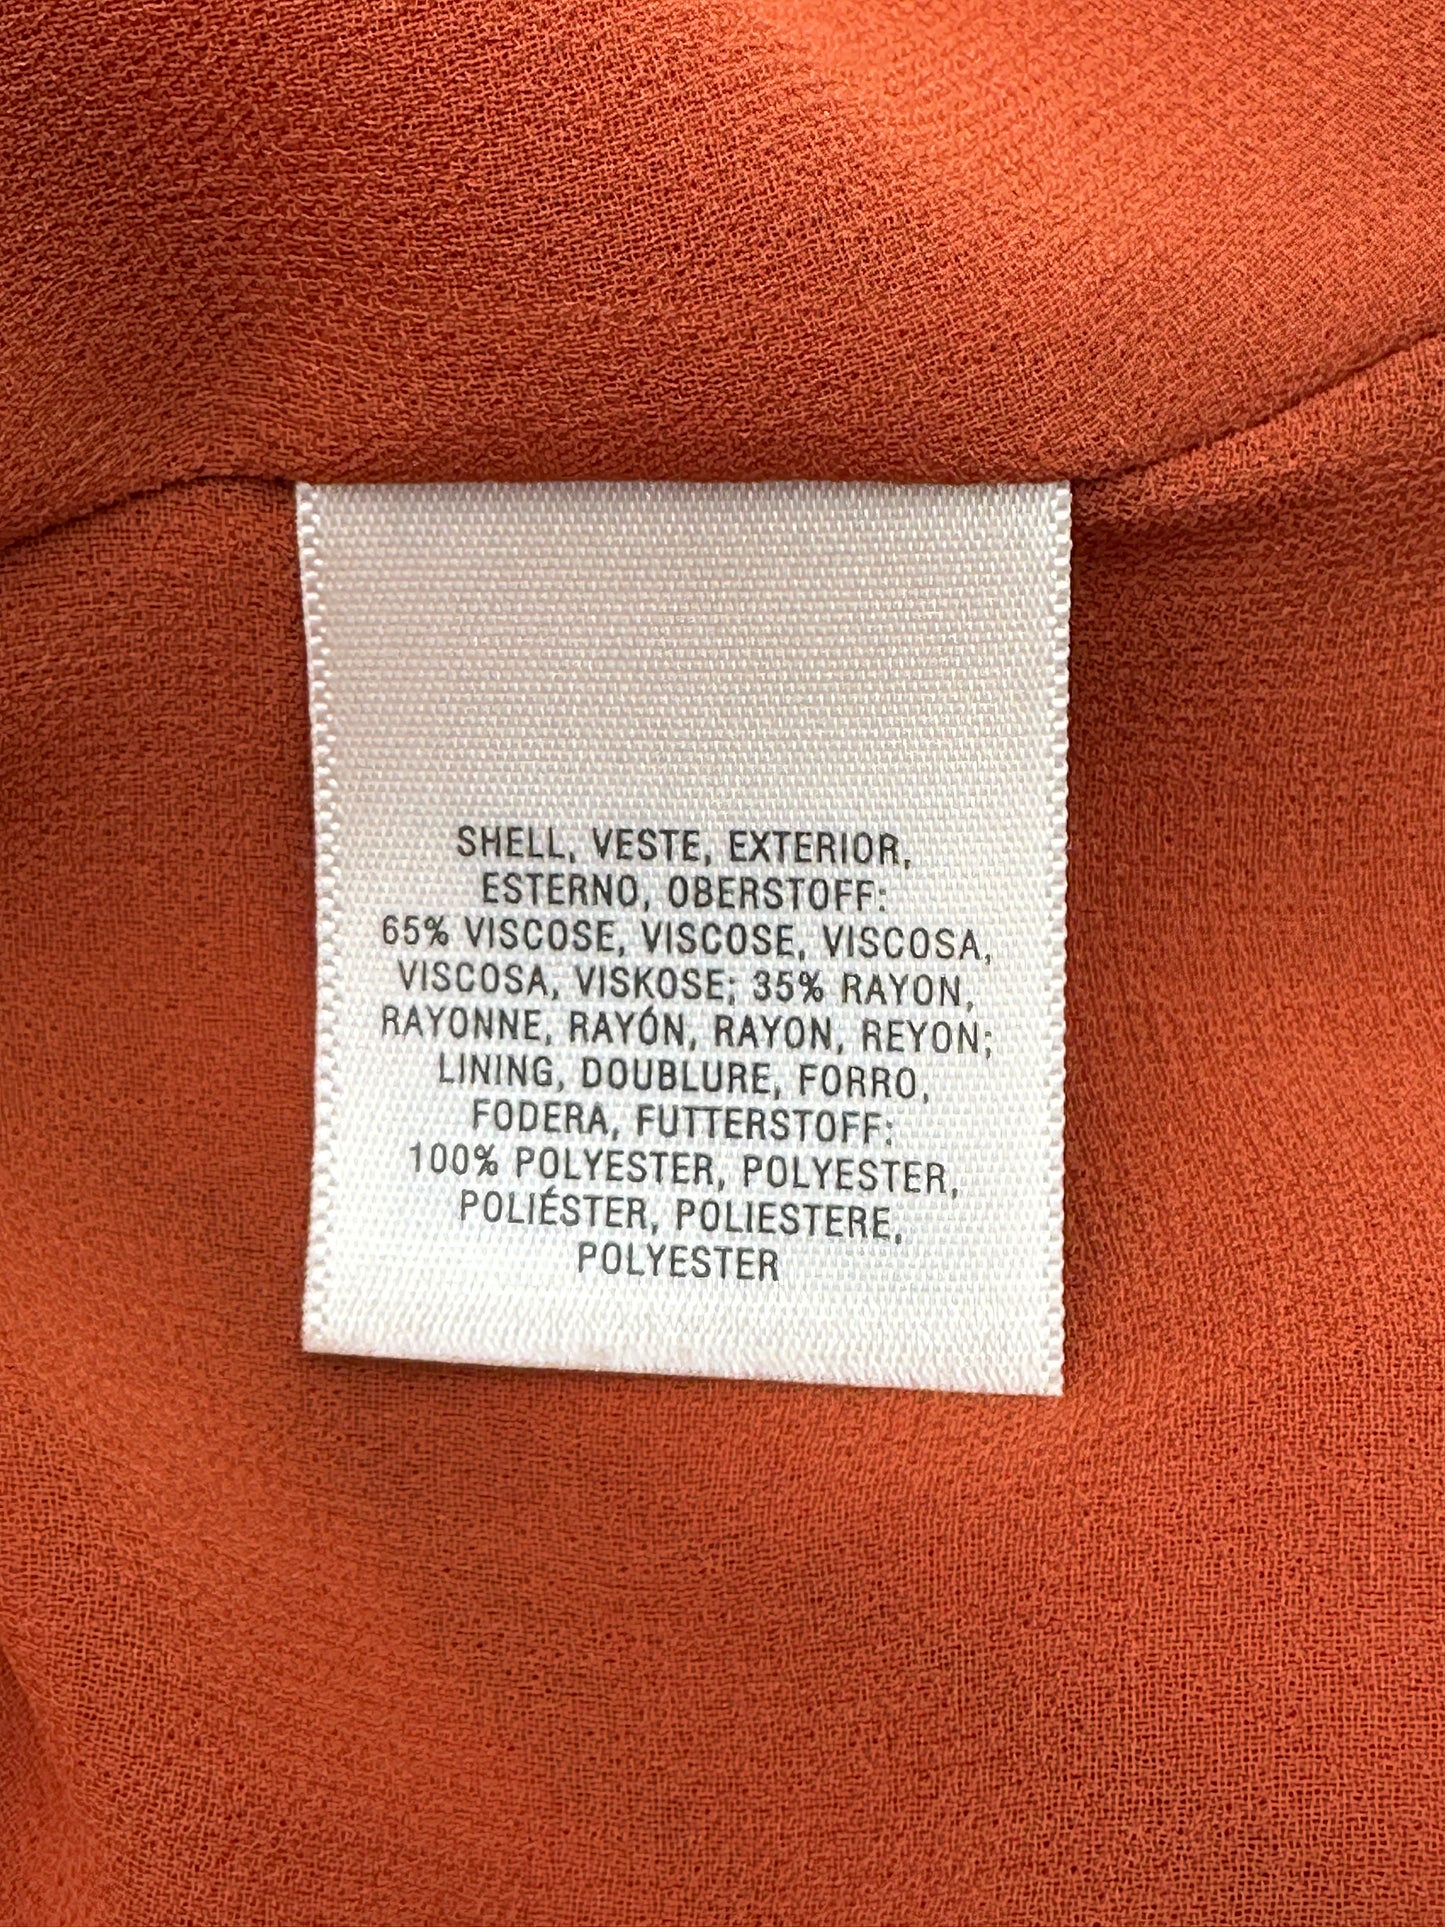 SHELL, VESTE, EXTERIOR,
ESTERNO, OBERSTOFF:
65% VISCOSE, VISCOSE, VISCOSA,
VISCOSA, VISKOSE; 35% RAYON,
RAYONNE, RAYÓN, RAYON, REYON;
LINING, DOUBLURE, FORRO,
FODERA, FUTTERSTOFF:
100% POLYESTER, POLYESTER,
POLIÉSTER, POLIESTERE,
POLYESTER